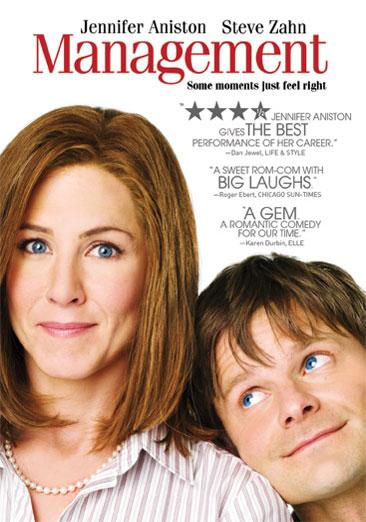 Jennifer Aniston Steve Zahn
Management
Some moments just feel right
"★★★½ JENNIFER ANISTON
GIVES THE BEST
PERFORMANCE OF HER CAREER."
—Dan Jewel, LIFE & STYLE
"A SWEET ROM-COM WITH
BIG LAUGHS."
—Roger Ebert, CHICAGO SUN-TIMES
"A GEM.
A ROMANTIC COMEDY
FOR OUR TIME."
—Karen Durbin, ELLE